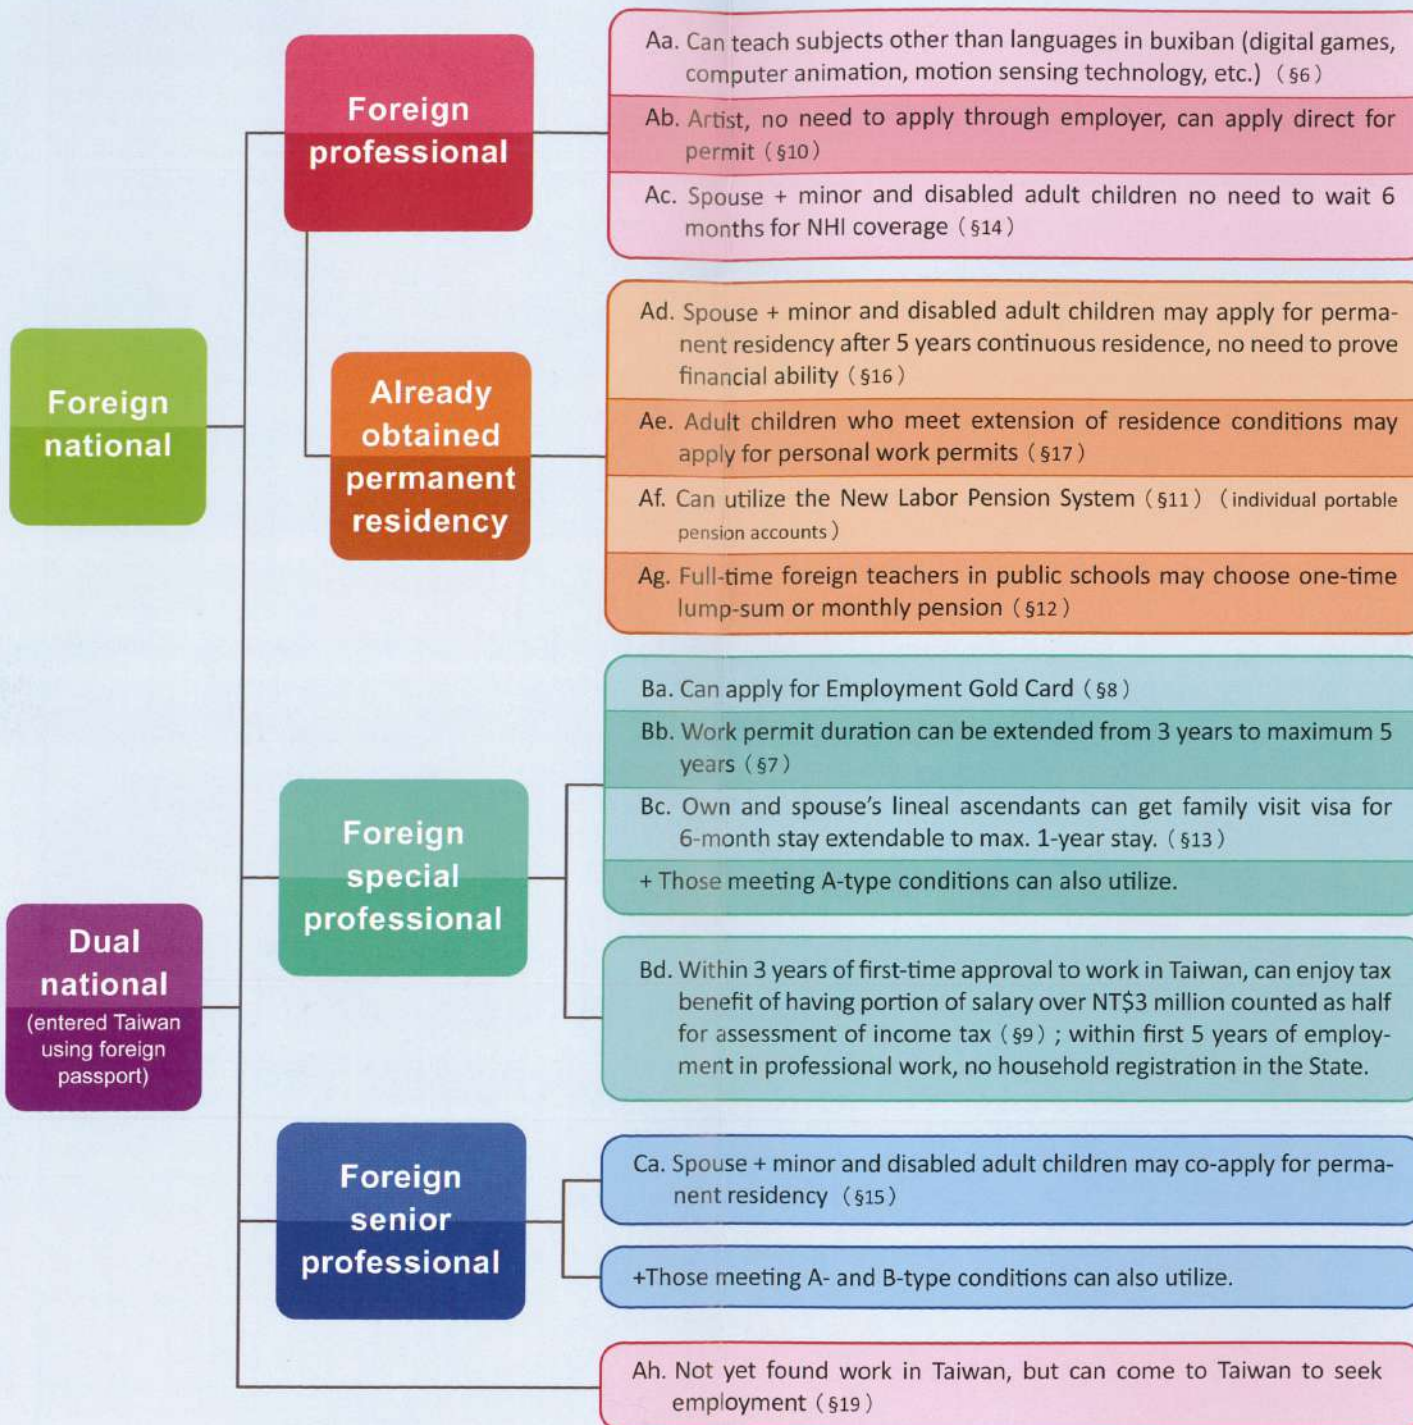 Foreign
national
Dual
national
(entered Taiwan
using foreign
passport)
Foreign
professional
Aa. Can teach subjects other than languages in buxiban (digital games,
computer animation, motion sensing technology, etc.) (§6)
Ab. Artist, no need to apply through employer, can apply direct for
permit (§10)
Ac. Spouse + minor and disabled adult children no need to wait 6
months for NHI coverage (§14)
Already
obtained
permanent
residency
Ad. Spouse + minor and disabled adult children may apply for perma-
nent residency after 5 years continuous residence, no need to prove
financial ability (§16)
Ae. Adult children who meet extension of residence conditions may
apply for personal work permits (§17)
Af. Can utilize the New Labor Pension System (§11) (individual portable
pension accounts)
Ag. Full-time foreign teachers in public schools may choose one-time
lump-sum or monthly pension (§12)
Foreign
special
professional
Ba. Can apply for Employment Gold Card (§8)
Bb. Work permit duration can be extended from 3 years to maximum 5
years (§7)
Bc. Own and spouse's lineal ascendants can get family visit visa for
6-month stay extendable to max. 1-year stay. (§13)
+ Those meeting A-type conditions can also utilize.
Bd. Within 3 years of first-time approval to work in Taiwan, can enjoy tax
benefit of having portion of salary over NT$3 million counted as half
for assessment of income tax (§9) ; within first 5 years of employ-
ment in professional work, no household registration in the State.
Foreign
senior
professional
Ca. Spouse + minor and disabled adult children may co-apply for perma-
nent residency (§15)
+Those meeting A- and B-type conditions can also utilize.
Ah. Not yet found work in Taiwan, but can come to Taiwan to seek
employment (§19)